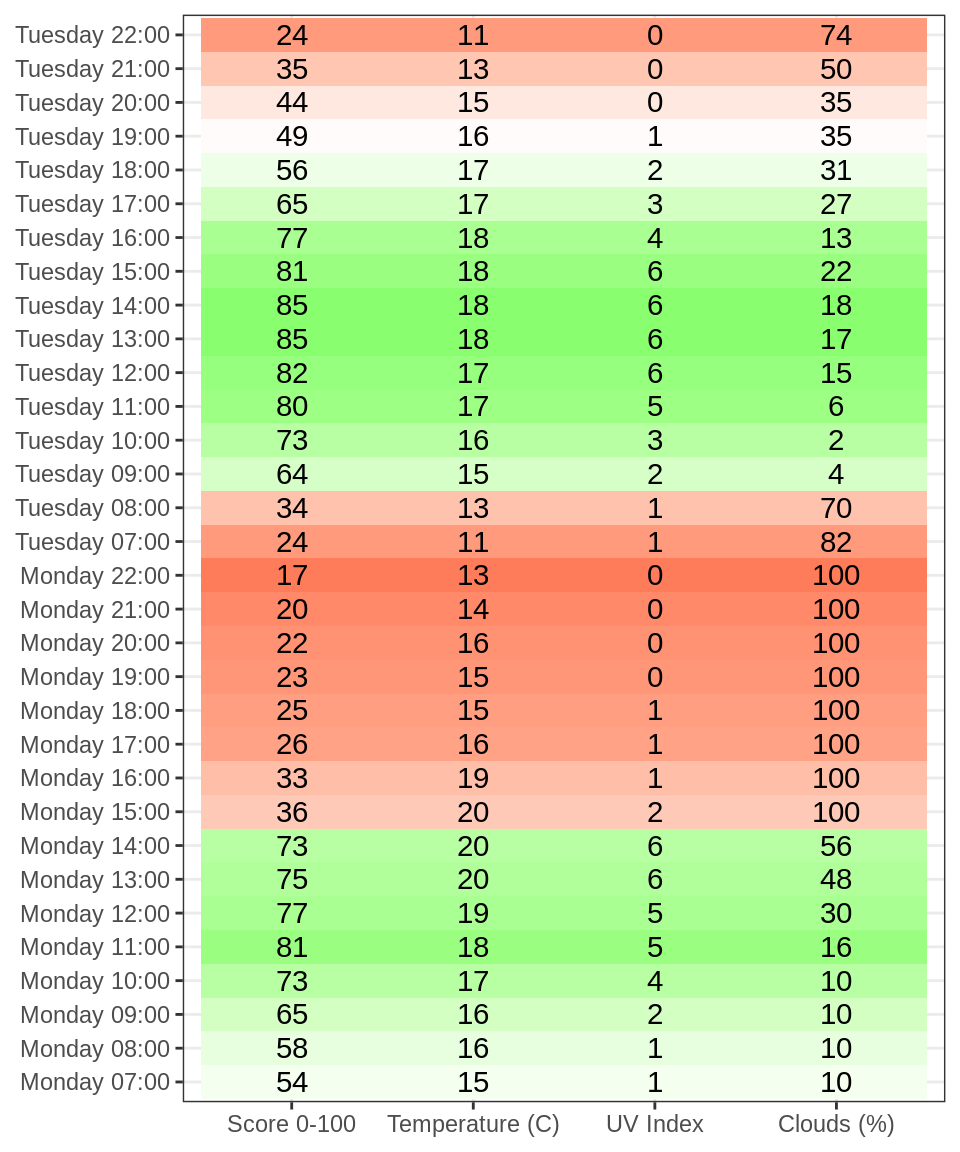 Tuesday 22:00 24 11 0 74
Tuesday 21:00 35 13 0 50
Tuesday 20:00 44 15 0 35
Tuesday 19:00 49 16 1 35
Tuesday 18:00 56 17 2 31
Tuesday 17:00 65 17 3 27
Tuesday 16:00 77 18 4 13
Tuesday 15:00 81 18 6 22
Tuesday 14:00 85 18 6 18
Tuesday 13:00 85 18 6 17
Tuesday 12:00 82 17 6 15
Tuesday 11:00 80 17 5 6
Tuesday 10:00 73 16 3 2
Tuesday 09:00 64 15 2 4
Tuesday 08:00 34 13 1 70
Tuesday 07:00 24 11 1 82
Monday 22:00 17 13 0 100
Monday 21:00 20 14 0 100
Monday 20:00 22 16 0 100
Monday 19:00 23 15 0 100
Monday 18:00 25 15 1 100
Monday 17:00 26 16 1 100
Monday 16:00 33 19 1 100
Monday 15:00 36 20 2 100
Monday 14:00 73 20 6 56
Monday 13:00 75 20 6 48
Monday 12:00 77 19 5 30
Monday 11:00 81 18 5 16
Monday 10:00 73 17 4 10
Monday 09:00 65 16 2 10
Monday 08:00 58 16 1 10
Monday 07:00 54 15 1 10
Score 0-100 Temperature (C) UV Index Clouds (%)